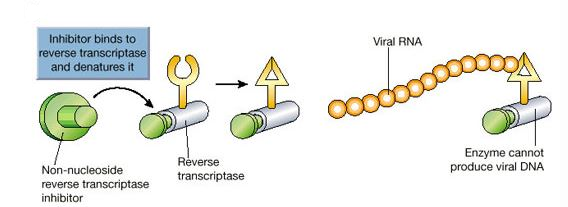 Inhibitor binds to
reverse transcriptase
and denatures it
Non-nucleoside
reverse transcriptase
inhibitor
Reverse
transcriptase
Viral RNA
Enzyme cannot
produce viral DNA